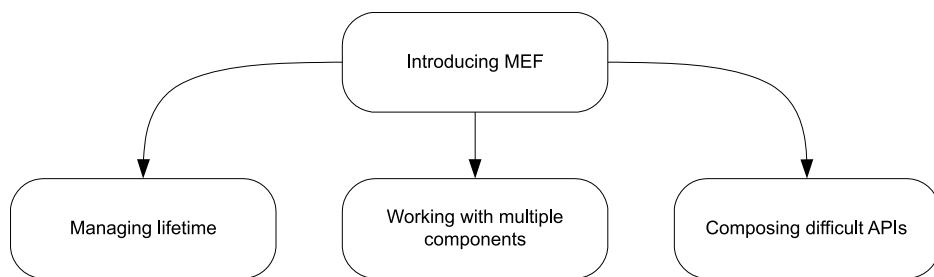 Introducing MEF
Managing lifetime
Working with multiple
components
Composing difficult APIs